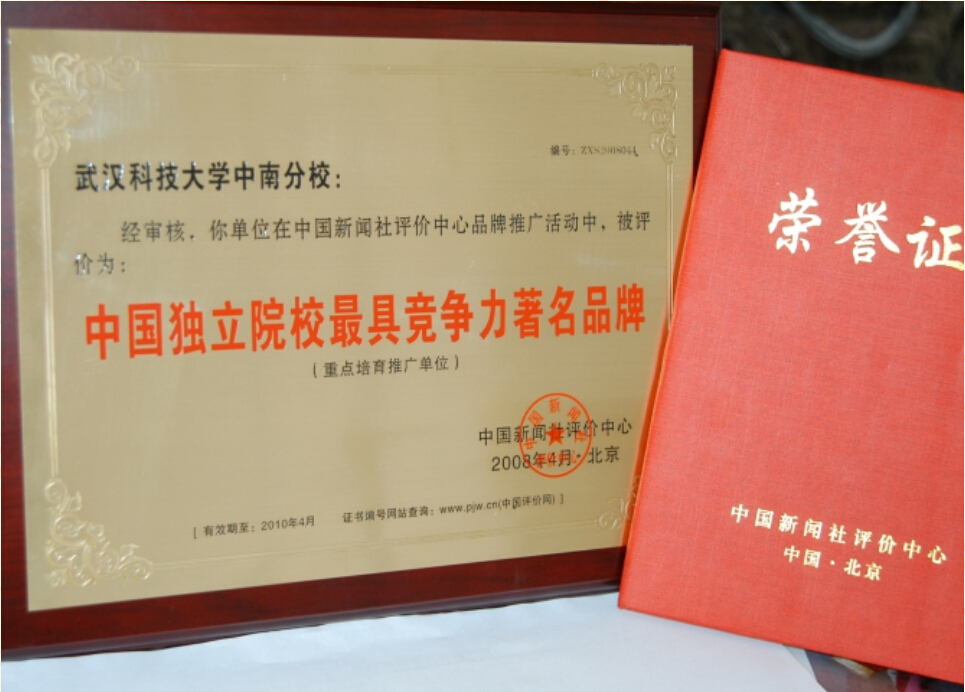 编号：ZXS2008044
武汉科技大学中南分校：
经审核，你单位在中国新闻社评价中心品牌推广活动中，被评
价为：
中国独立院校最具竞争力著名品牌
（重点培育推广单位）
中国新闻社评价中心
2008年4月·北京
[ 有效期至：2010年4月 证书编号网站查询：www.pjw.cn(中国评价网) ]
荣誉证
中国新闻社评价中心
中国·北京